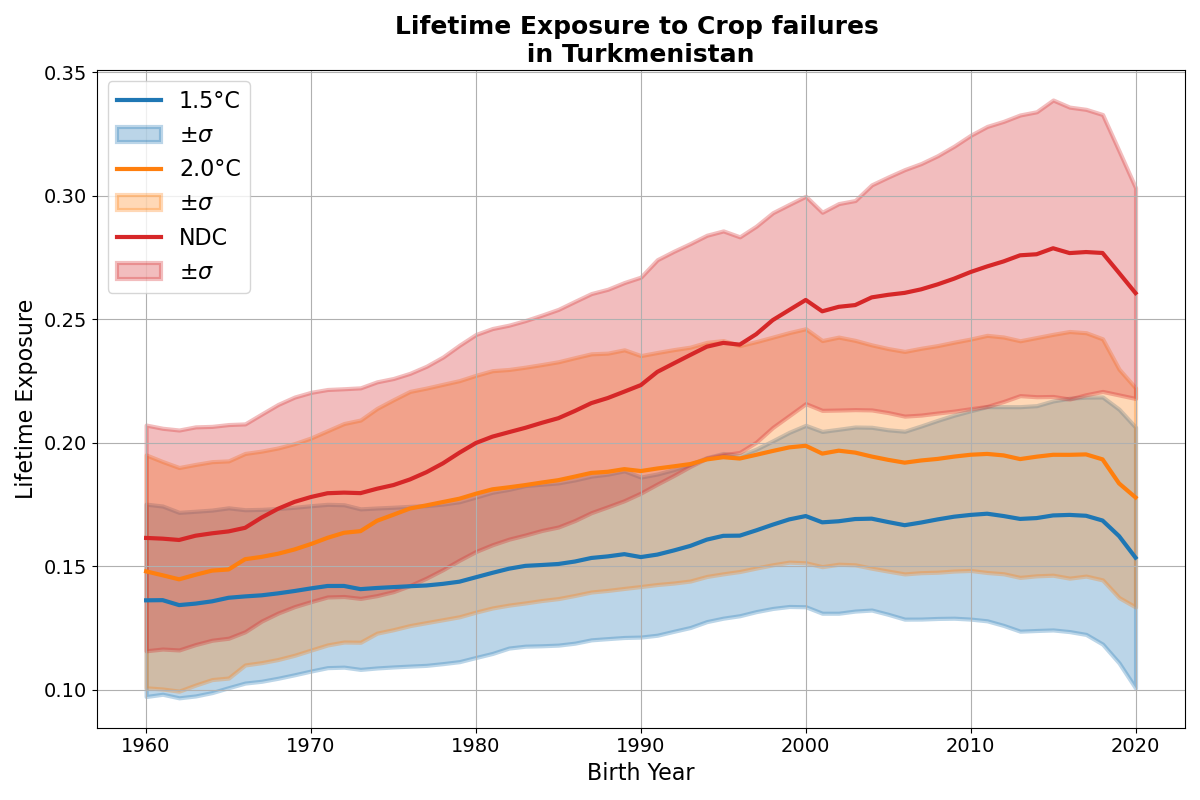 Lifetime Exposure to Crop failures
in Turkmenistan
0.35
0.30
0.25
0.20
0.15
0.10
Lifetime Exposure
1.5°C
±σ
2.0°C
±σ
NDC
±σ
1960 1970 1980 1990 2000 2010 2020
Birth Year